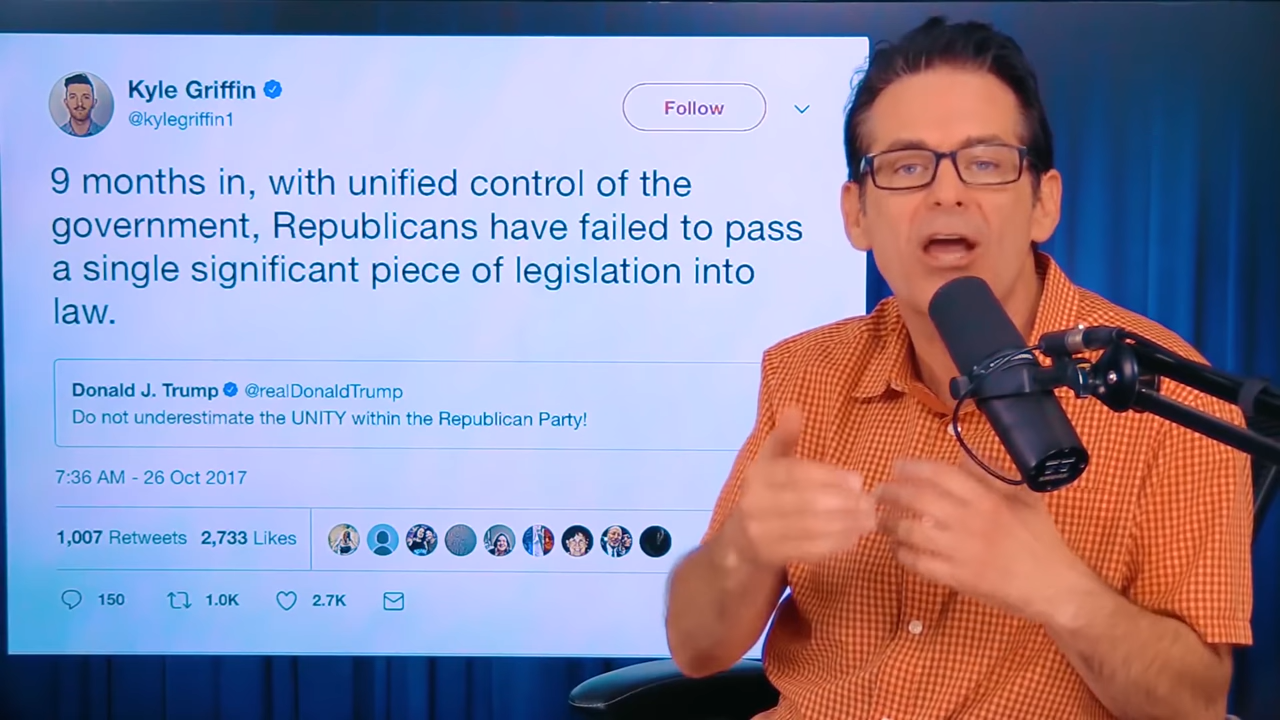 Kyle Griffin
@kylegriffin1
Follow
9 months in, with unified control of the
government, Republicans have failed to pass
a single significant piece of legislation into
law.
Donald J. Trump @realDonaldTrump
Do not underestimate the UNITY within the Republican Party!
7:36 AM - 26 Oct 2017
1,007 Retweets 2,733 Likes
150 1.0K 2.7K